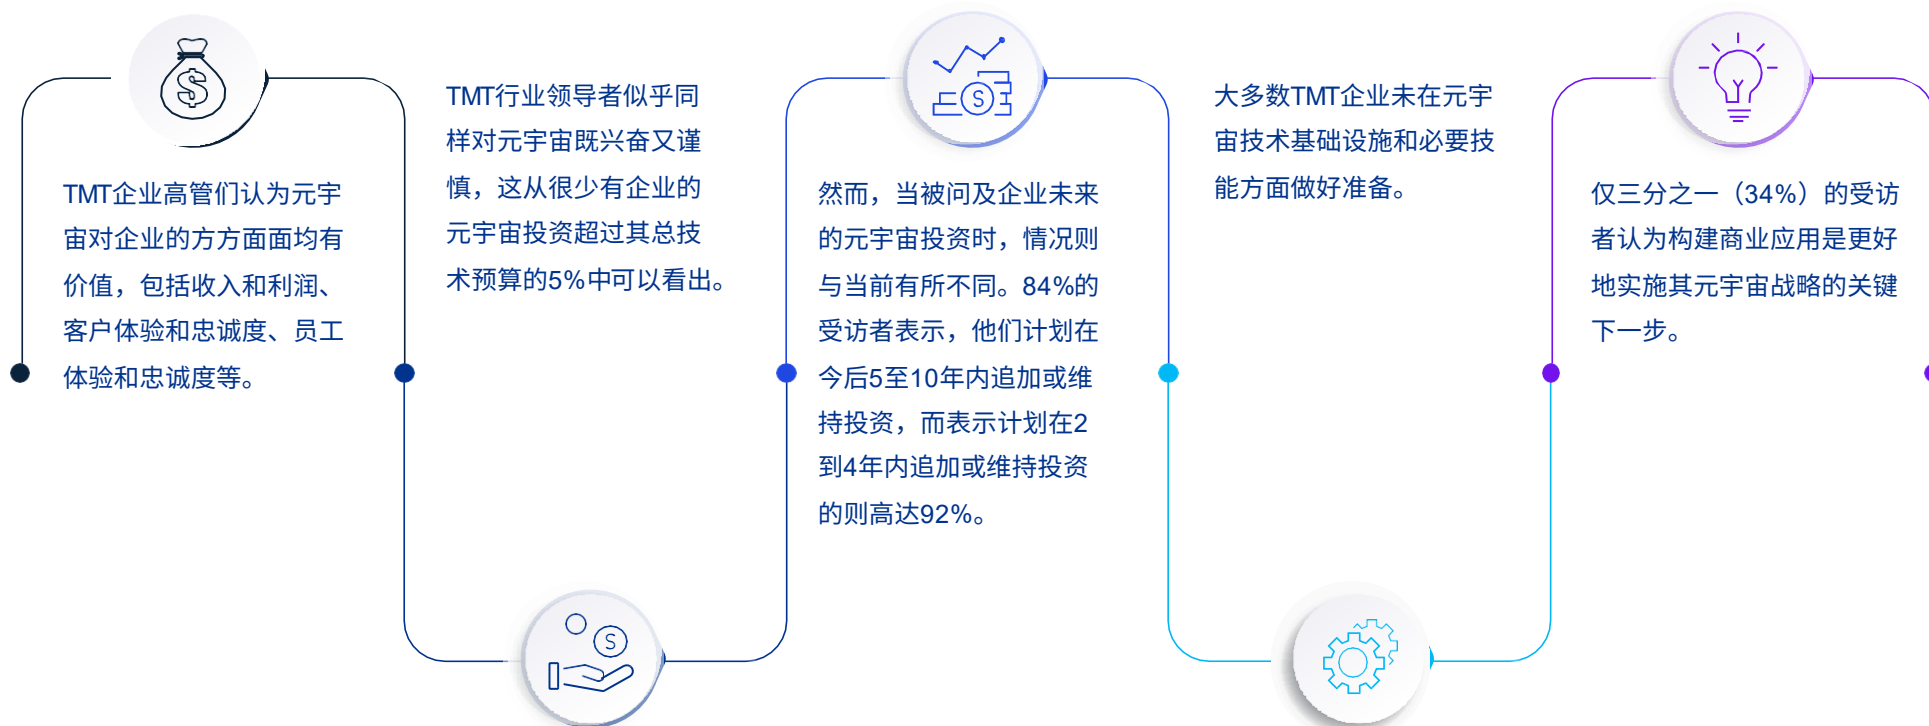 TMT企业高管们认为元宇
宙对企业的方方面面均有
价值，包括收入和利润、
客户体验和忠诚度、员工
体验和忠诚度等。
TMT行业领导者似乎同
样对元宇宙既兴奋又谨
慎，这从很少有企业的
元宇宙投资超过其总技
术预算的5%中可以看出。
然而，当被问及企业未来
的元宇宙投资时，情况则
与当前有所不同。84%的
受访者表示，他们计划在
今后5至10年内追加或维
持投资，而表示计划在2
到4年内追加或维持投资
的则高达92%。
大多数TMT企业未在元宇
宙技术基础设施和必要技
能方面做好准备。
仅三分之一（34%）的受访
者认为构建商业应用是更好
地实施其元宇宙战略的关键
下一步。